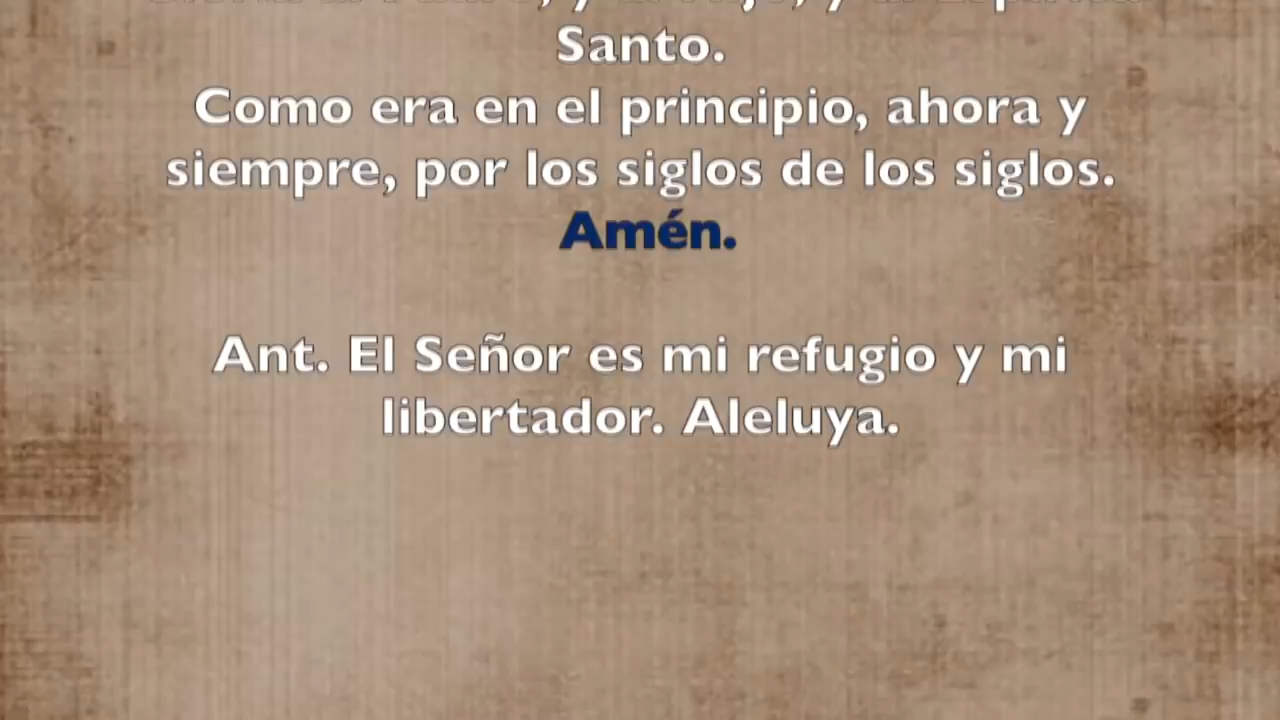 Santo.
Como era en el principio, ahora y
siempre, por los siglos de los siglos.
Amén.
Ant. El Señor es mi refugio y mi
libertador. Aleluya.